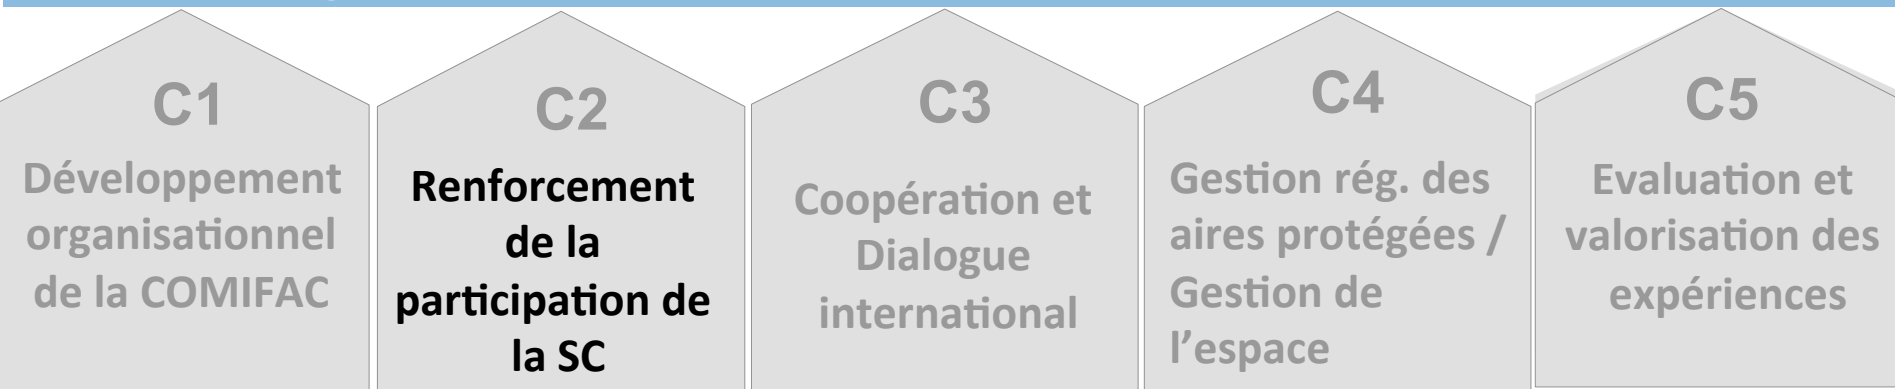 C1
Développement
organisationnel
de la COMIFAC
C2
Renforcement
de la
participation de
la SC
C3
Coopération et
Dialogue
international
C4
Gestion rég. des
aires protégées /
Gestion de
l’espace
C5
Evaluation et
valorisation des
expériences